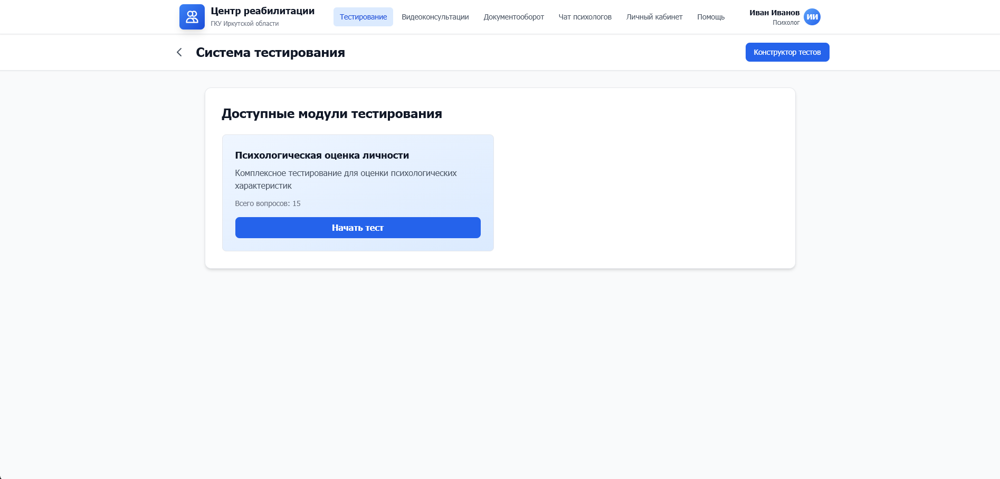 Центр реабилитации
ГКУ Иркутской области
Тестирование
Видеоконсультации
Документооборот
Чат психологов
Личный кабинет
Помощь
Иван Иванов
Психолог
ИИ
Система тестирования
Конструктор тестов
Доступные модули тестирования
Психологическая оценка личности
Комплексное тестирование для оценки психологических
характеристик
Всего вопросов: 15
Начать тест